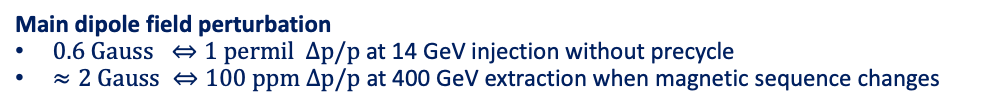 Main dipole field perturbation
• 0.6 Gauss ⇔ 1 permil Δp/p at 14 GeV injection without precycle
• ≈ 2 Gauss ⇔ 100 ppm Δp/p at 400 GeV extraction when magnetic sequence changes